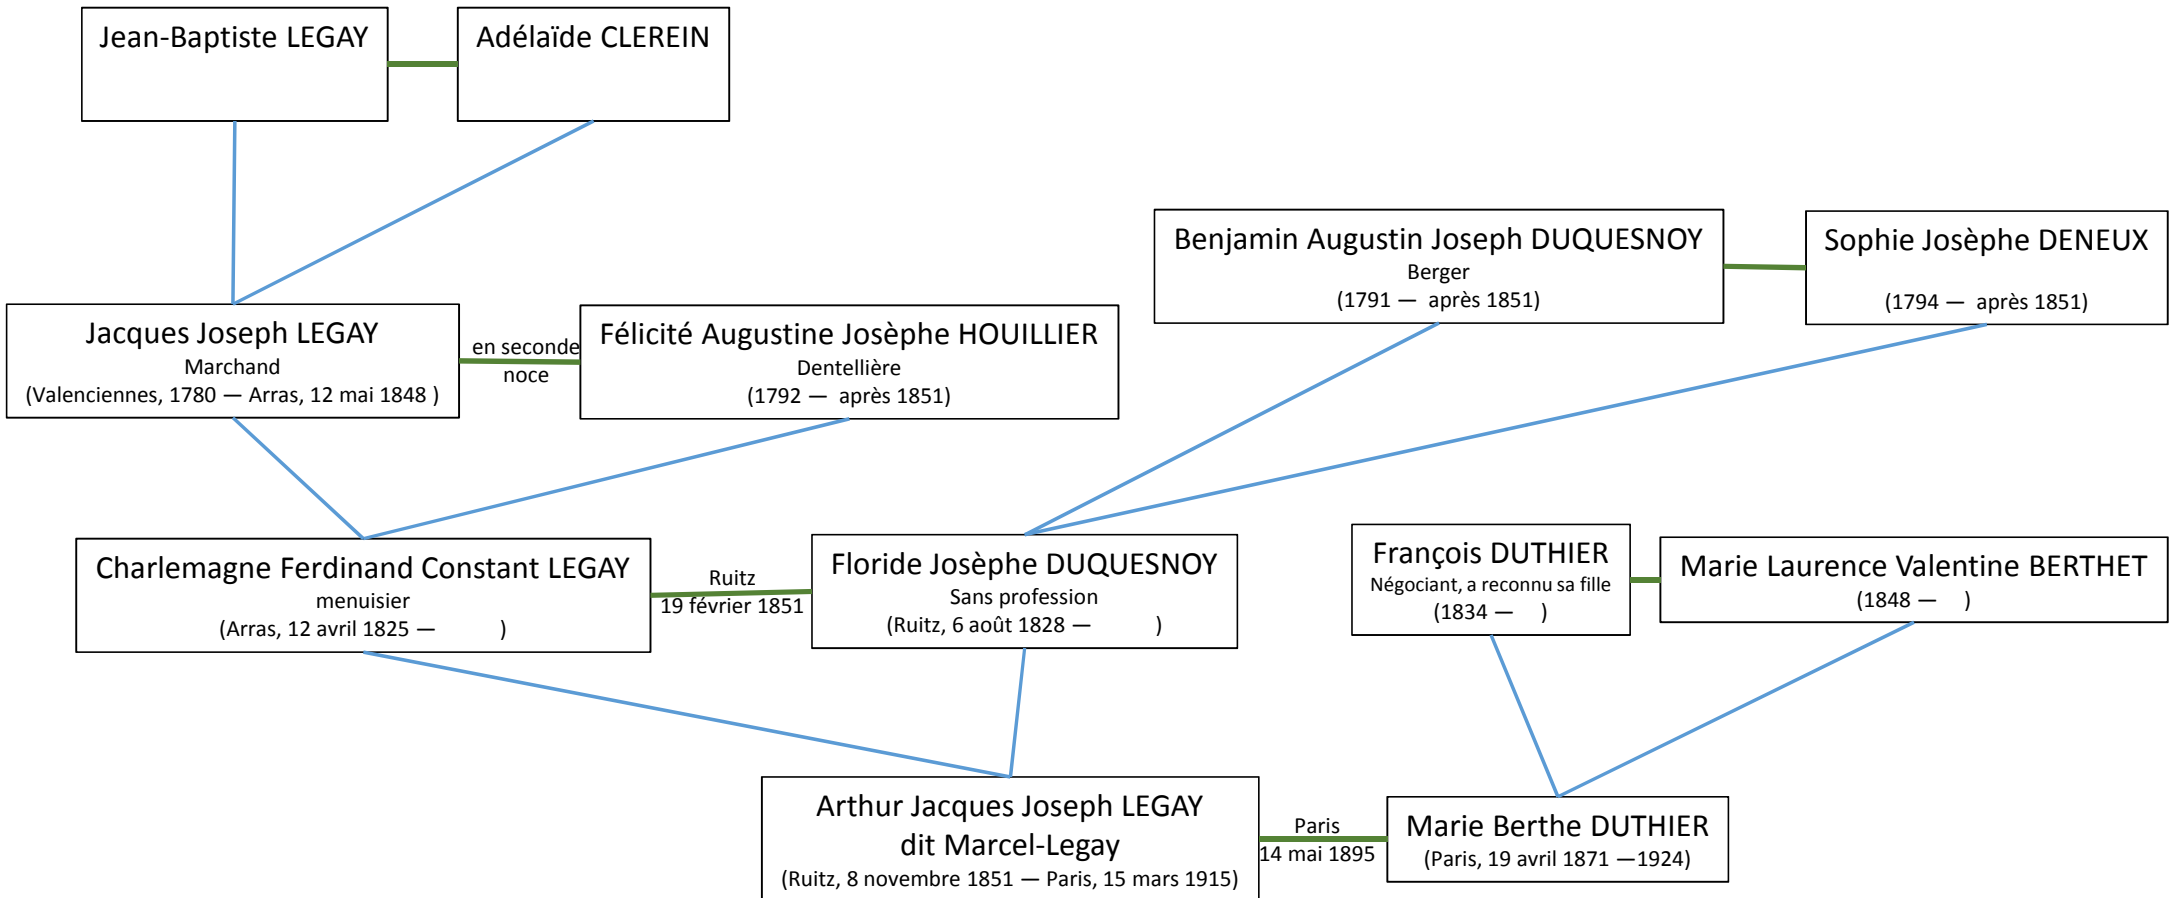 Jean-Baptiste LEGAY
Adélaïde CLEREIN
Benjamin Augustin Joseph DUQUESNOY
Berger
(1791 — après 1851)
Sophie Josèphe DENEUX
(1794 — après 1851)
Jacques Joseph LEGAY
Marchand
(Valenciennes, 1780 — Arras, 12 mai 1848 )
en seconde
noce
Félicité Augustine Josèphe HOUILLIER
Dentellière
(1792 — après 1851)
Charlemagne Ferdinand Constant LEGAY
menuisier
(Arras, 12 avril 1825 — )
Ruitz
19 février 1851
Floride Josèphe DUQUESNOY
Sans profession
(Ruitz, 6 août 1828 — )
François DUTHIER
Négociant, a reconnu sa fille
(1834 — )
Marie Laurence Valentine BERTHET
(1848 — )
Arthur Jacques Joseph LEGAY
dit Marcel-Legay
(Ruitz, 8 novembre 1851 — Paris, 15 mars 1915)
Paris
14 mai 1895
Marie Berthe DUTHIER
(Paris, 19 avril 1871 —1924)